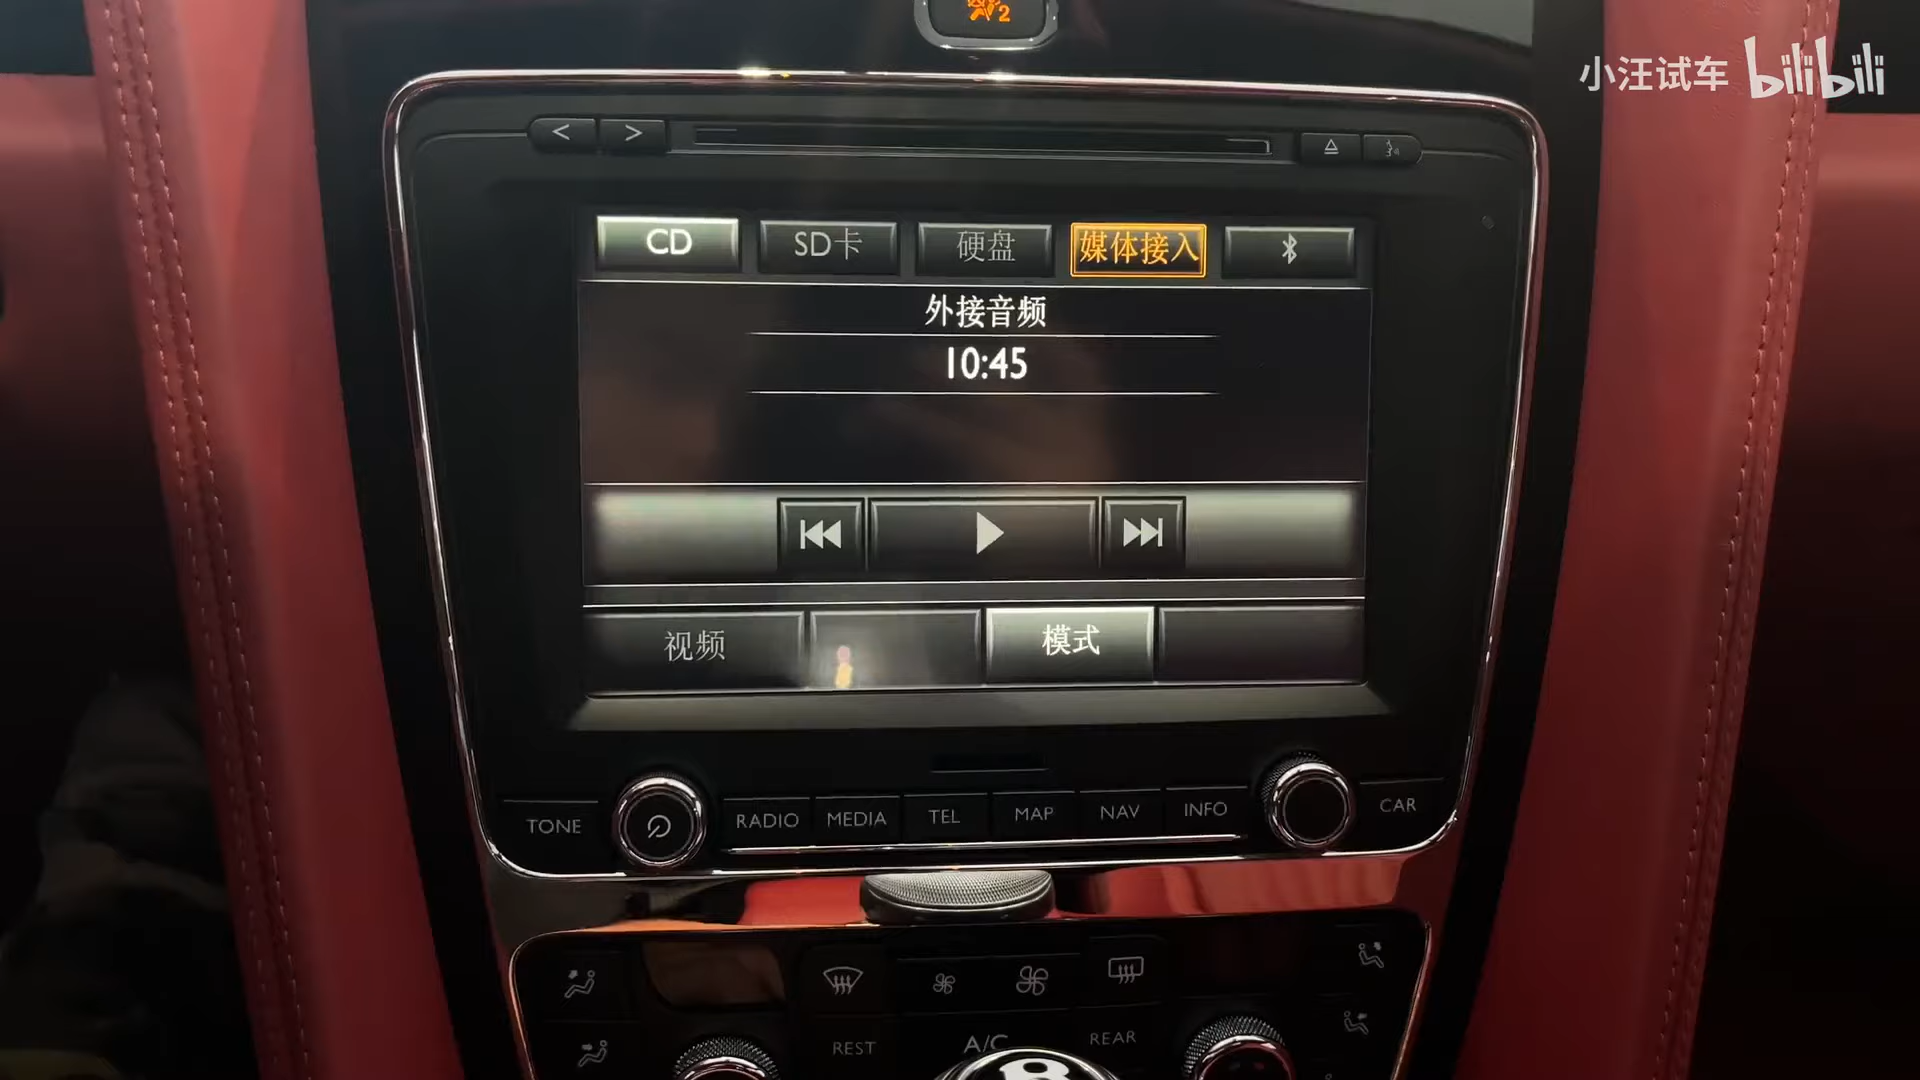 2
小汪试车 bilibili
CD SD卡 硬盘 媒体接入
外接音频
10:45
视频 模式
TONE RADIO MEDIA TEL MAP NAV INFO CAR
REST A/C REAR
B